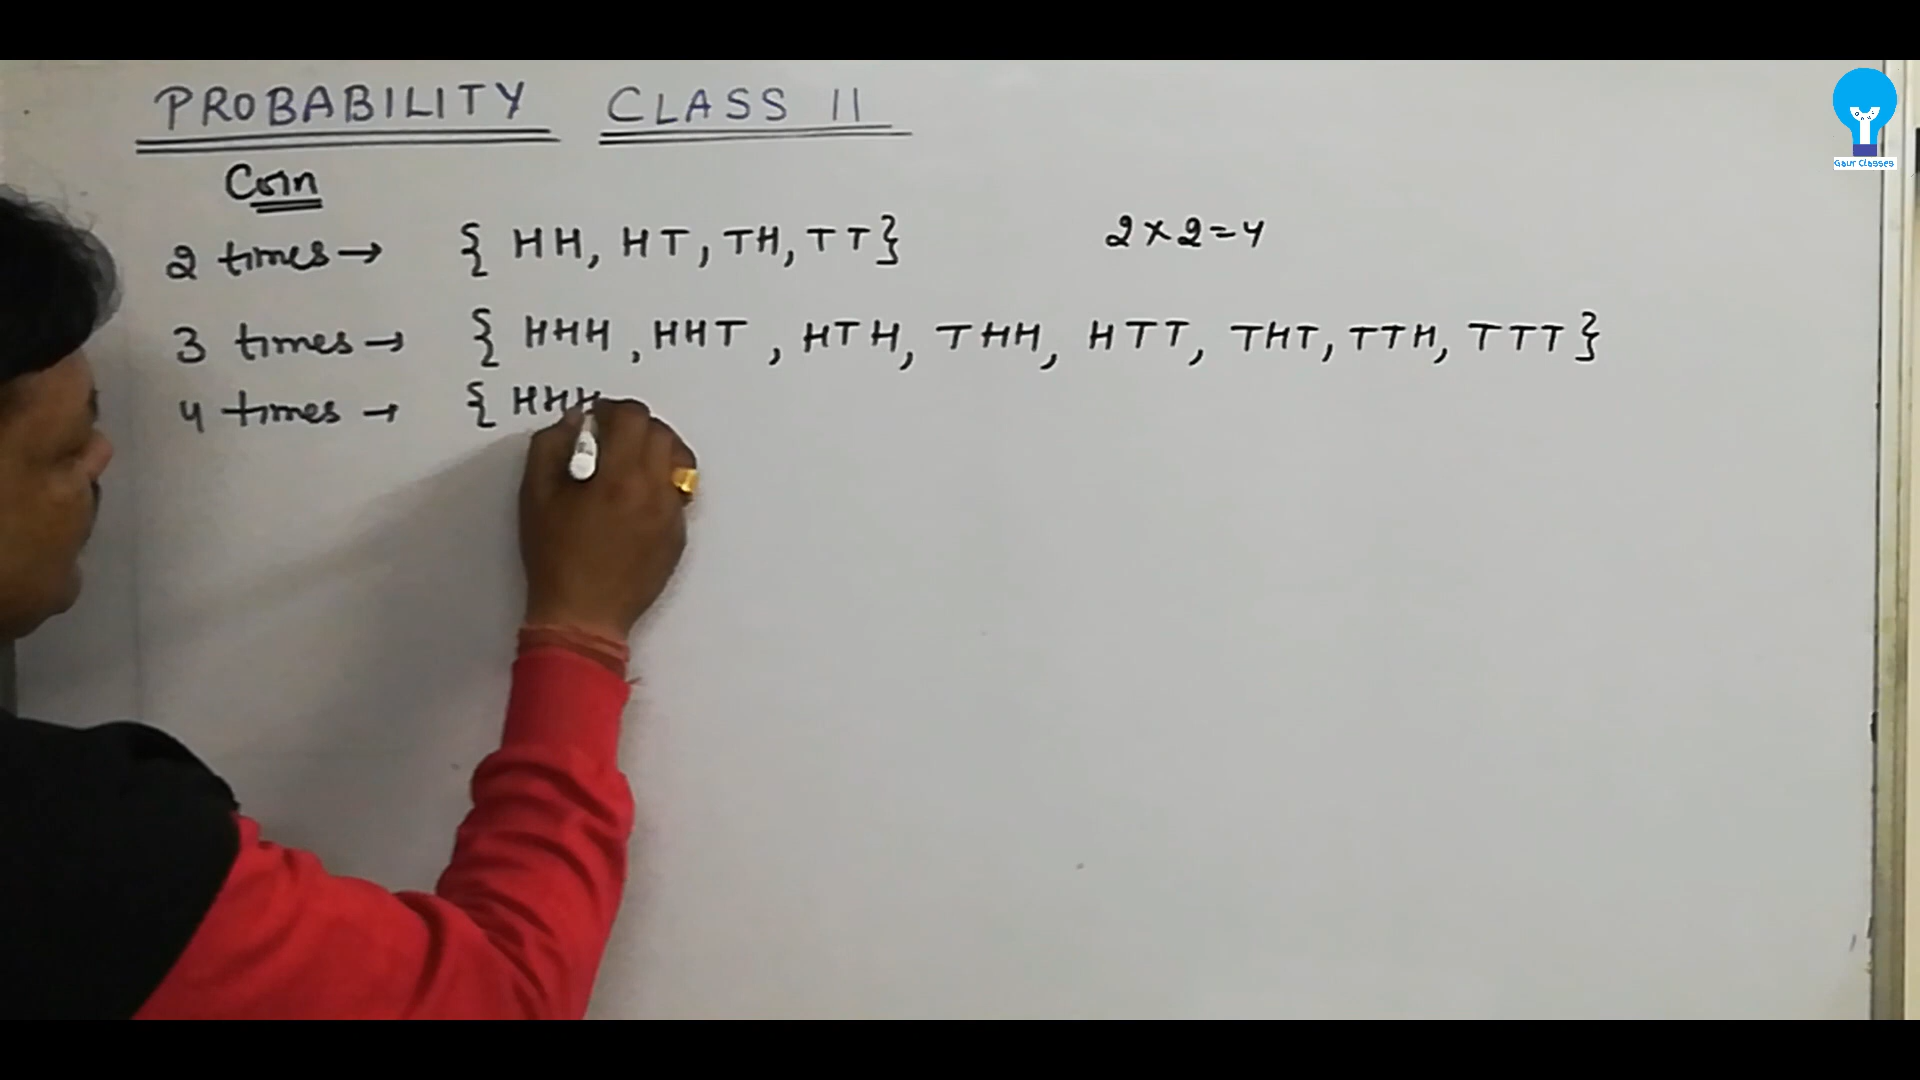 PROBABILITY CLASS 11
Coin
2 times → { HH, HT, TH, TT } 2 × 2 = 4
3 times → { HHH, HHT, HTH, THH, HTT, THT, TTH, TTT }
4 times → { HHH
Gaur Classes